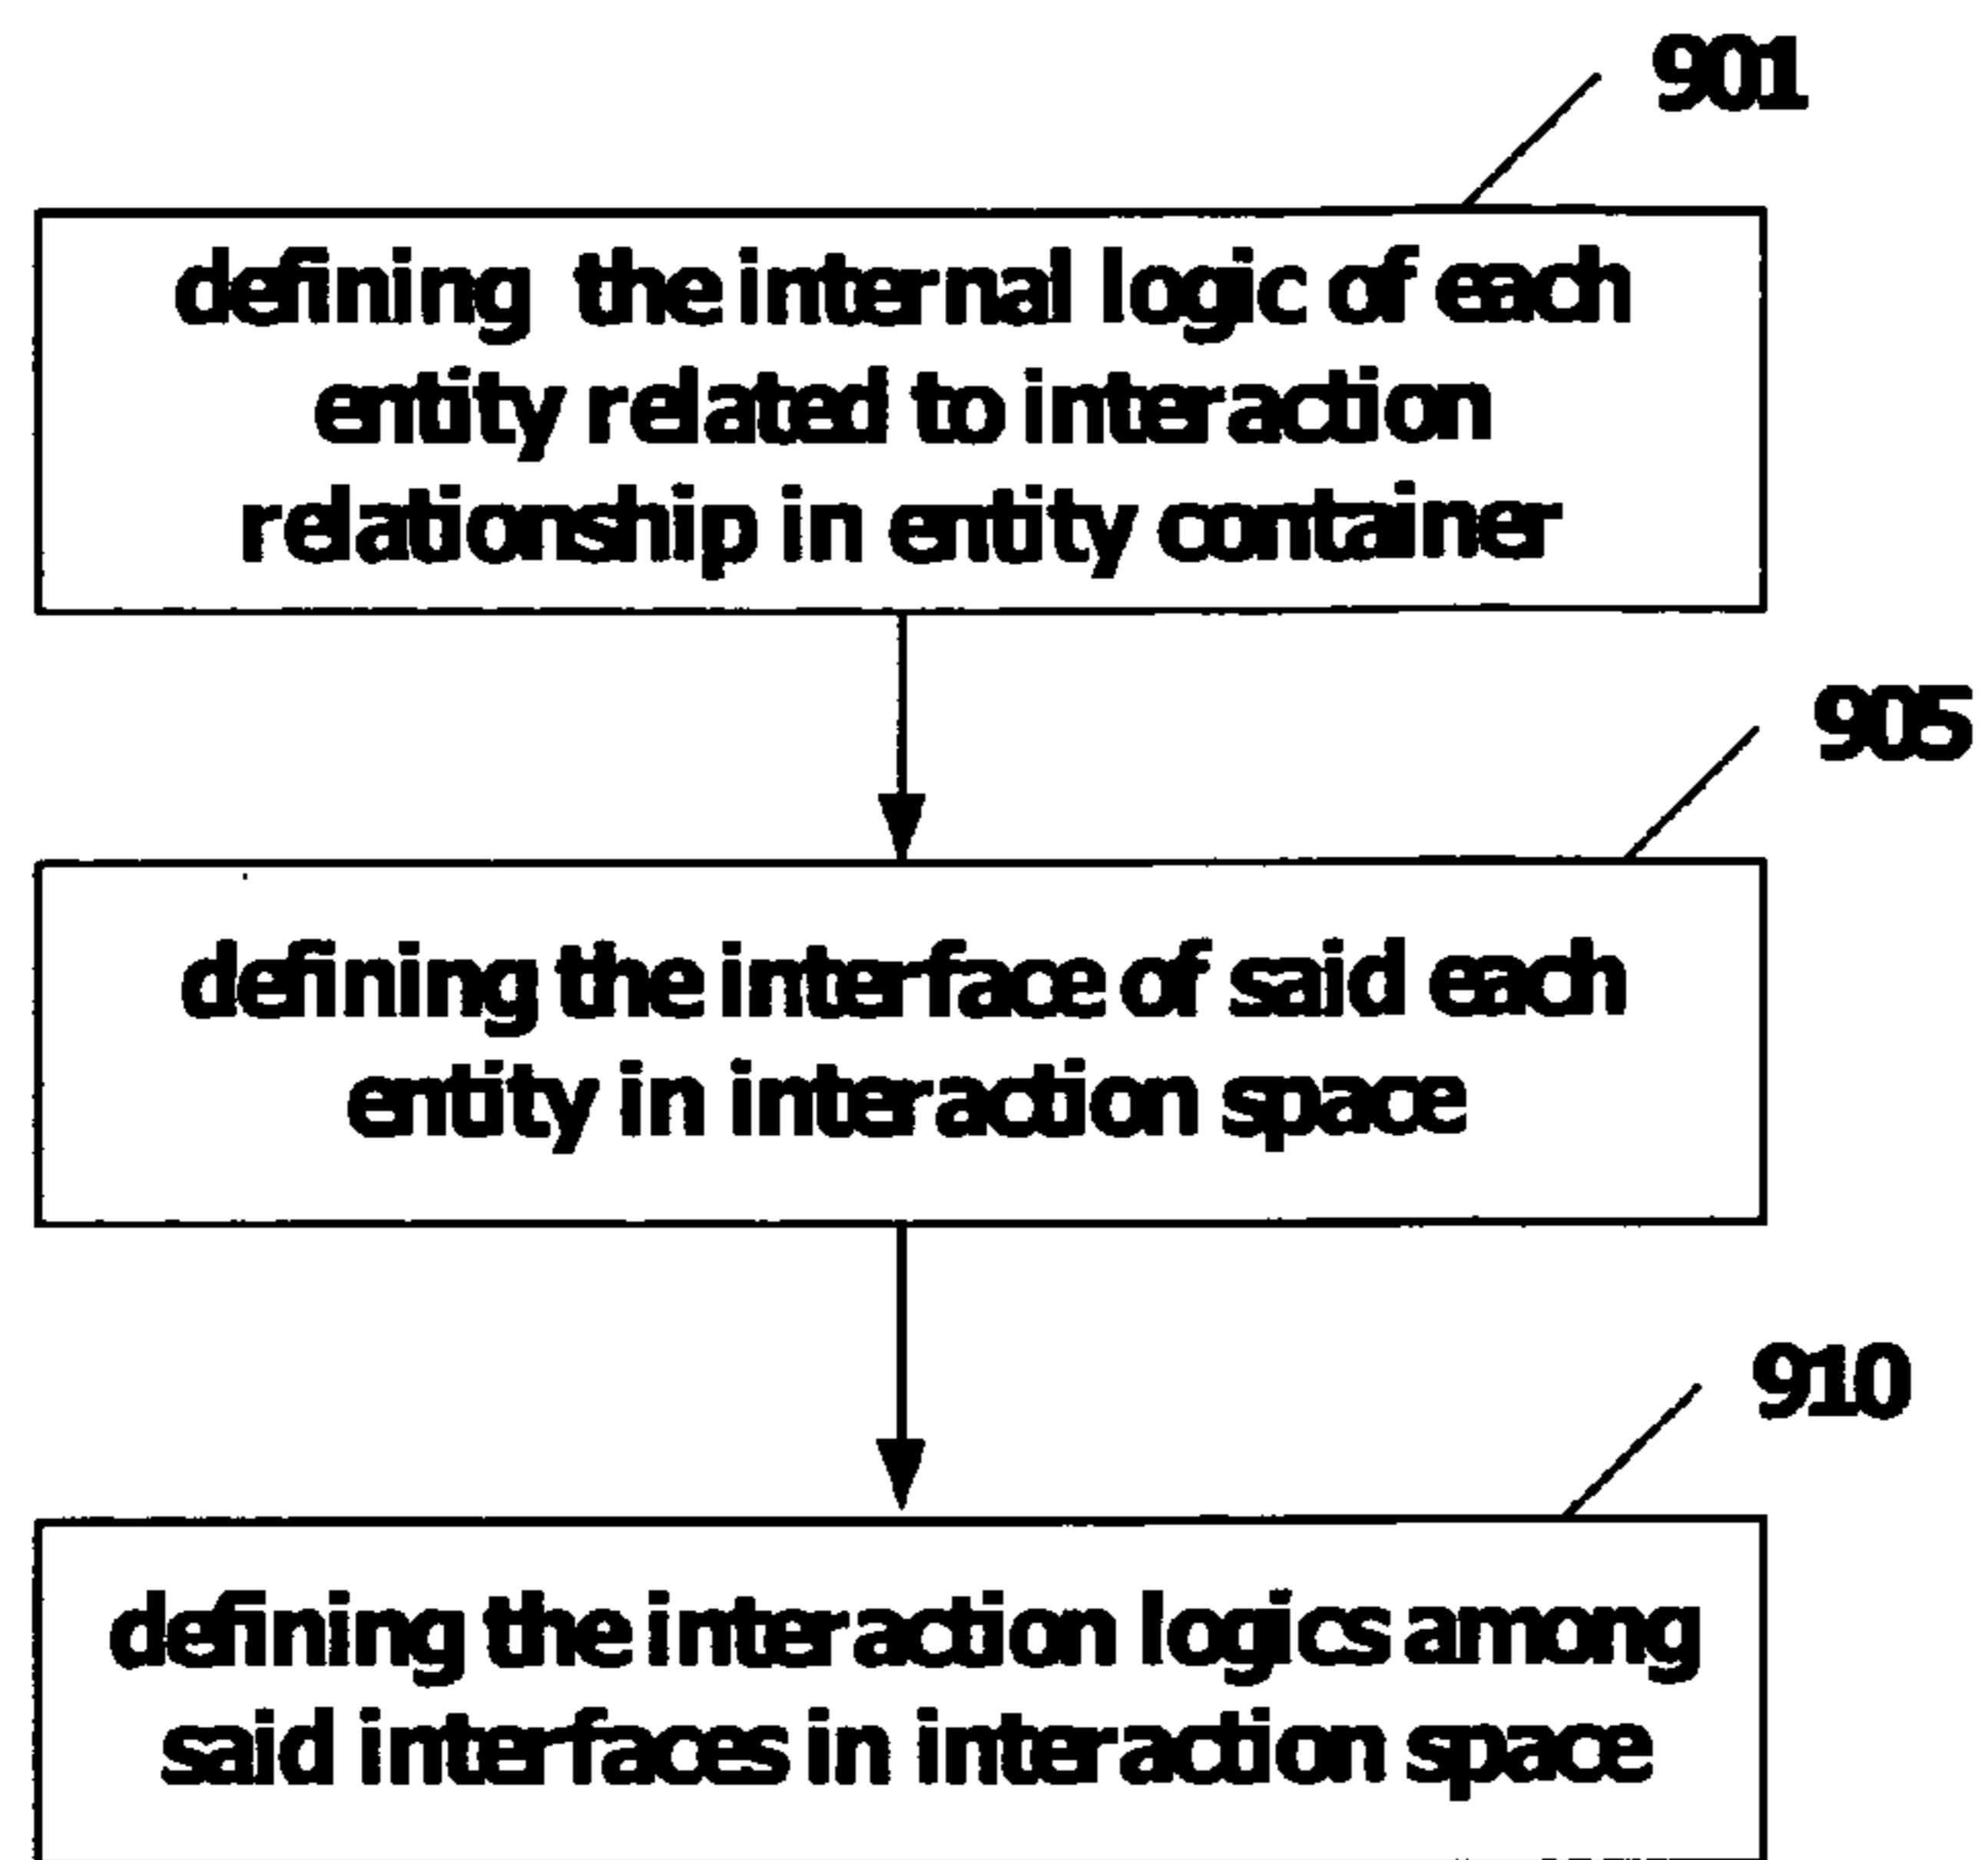 901
defining the internal logic of each
entity related to interaction
relationship in entity container
905
defining the interface of said each
entity in interaction space
910
defining the interaction logics among
said interfaces in interaction space